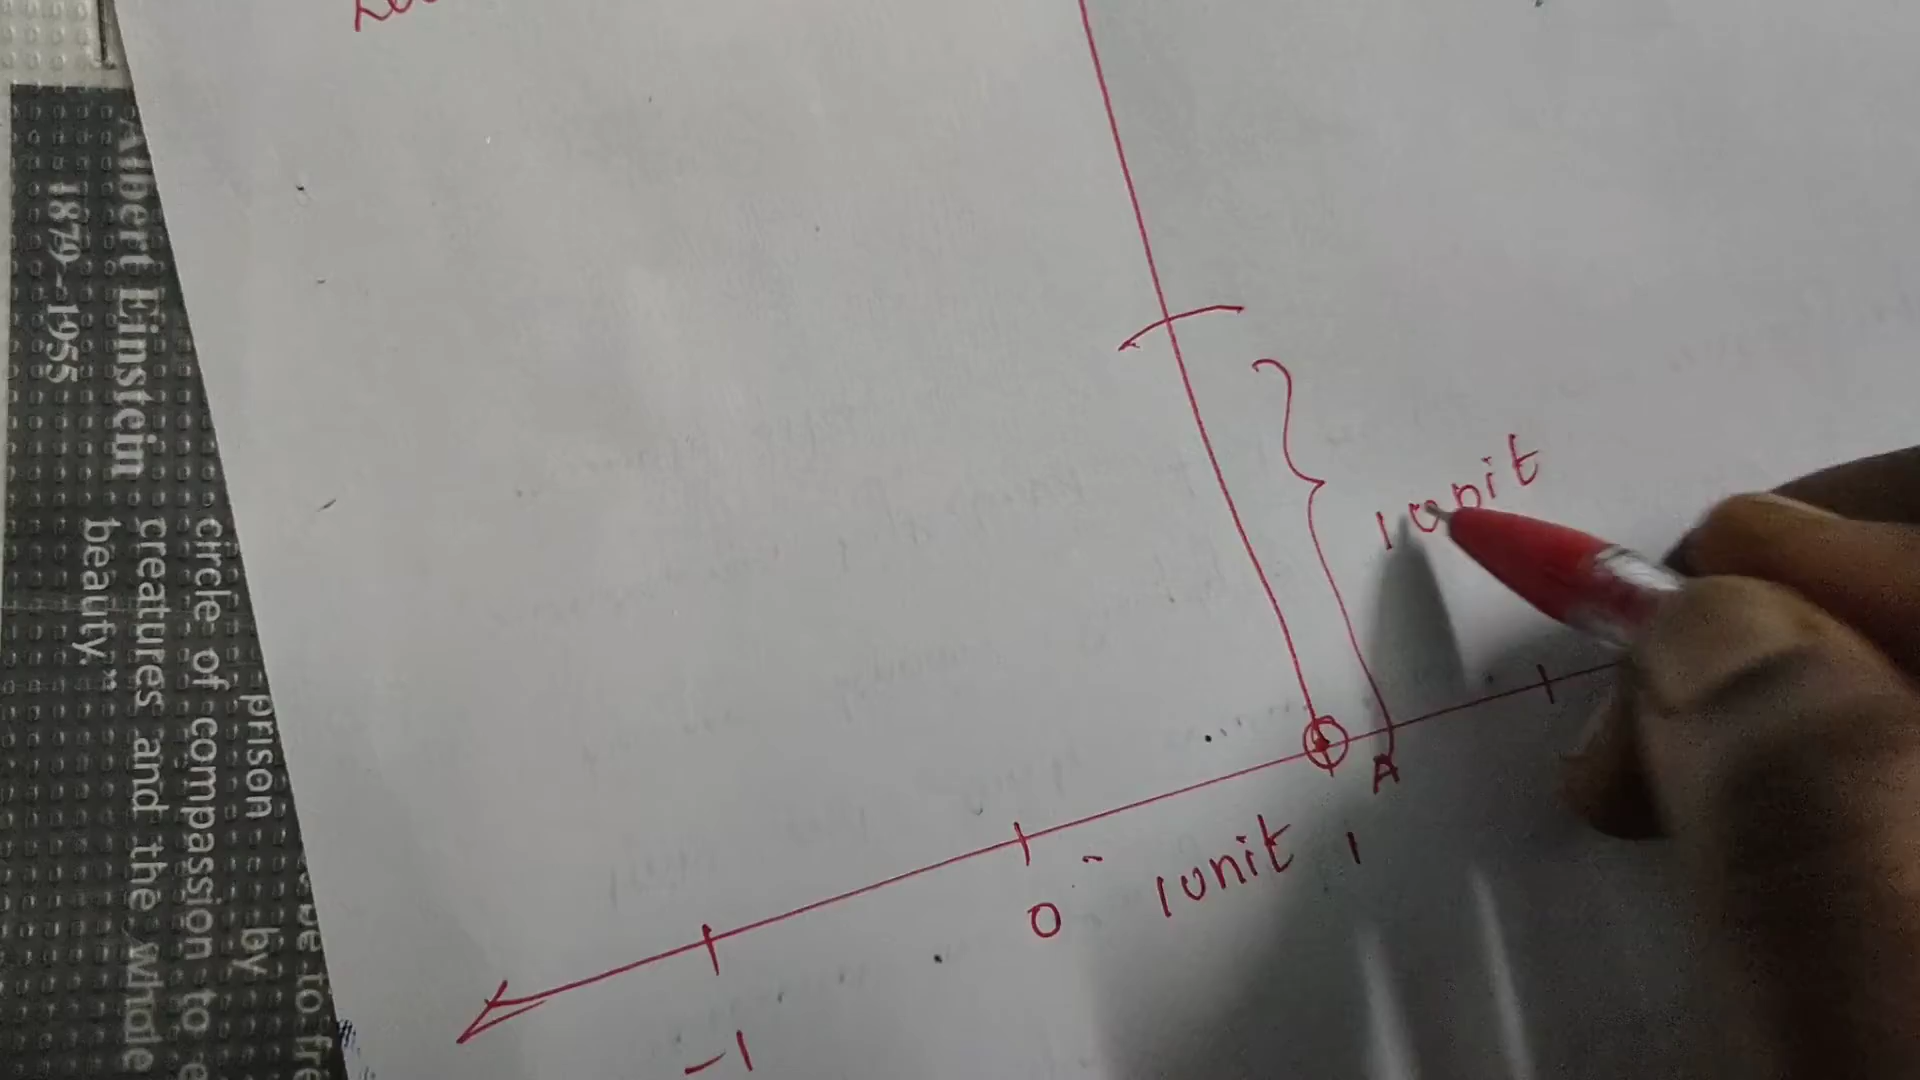 1 unit
A
0 1 unit 1
-1
Albert Einstein
1879-1955
prison by
circle of compassion to
creatures and the whole
beauty."